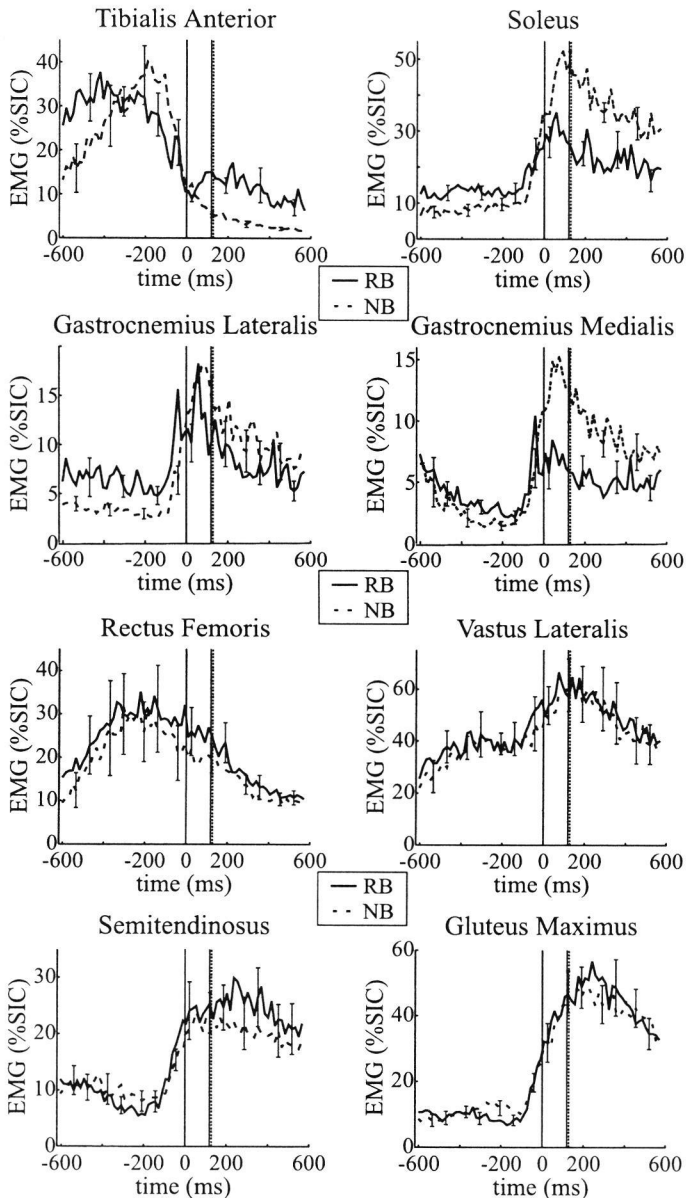 Tibialis Anterior
Soleus
EMG (%SIC)
40
30
20
10
0
-600 -200 0 200 600
time (ms)
EMG (%SIC)
50
30
10
0
-600 -200 0 200 600
time (ms)
RB
NB
Gastrocnemius Lateralis
Gastrocnemius Medialis
EMG (%SIC)
15
10
5
0
-600 -200 0 200 600
time (ms)
EMG (%SIC)
15
10
5
0
-600 -200 0 200 600
time (ms)
RB
NB
Rectus Femoris
Vastus Lateralis
EMG (%SIC)
40
30
20
10
0
-600 -200 0 200 600
time (ms)
EMG (%SIC)
60
40
20
0
-600 -200 0 200 600
time (ms)
RB
NB
Semitendinosus
Gluteus Maximus
EMG (%SIC)
30
20
10
0
-600 -200 0 200 600
time (ms)
EMG (%SIC)
60
40
20
0
-600 -200 0 200 600
time (ms)